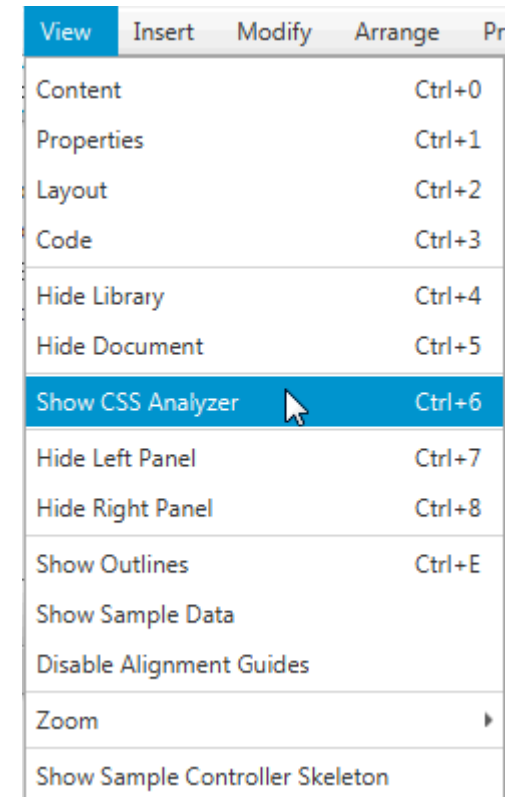 View Insert Modify Arrange Pr
Content Ctrl+0
Properties Ctrl+1
Layout Ctrl+2
Code Ctrl+3
Hide Library Ctrl+4
Hide Document Ctrl+5
Show CSS Analyzer Ctrl+6
Hide Left Panel Ctrl+7
Hide Right Panel Ctrl+8
Show Outlines Ctrl+E
Show Sample Data
Disable Alignment Guides
Zoom
Show Sample Controller Skeleton